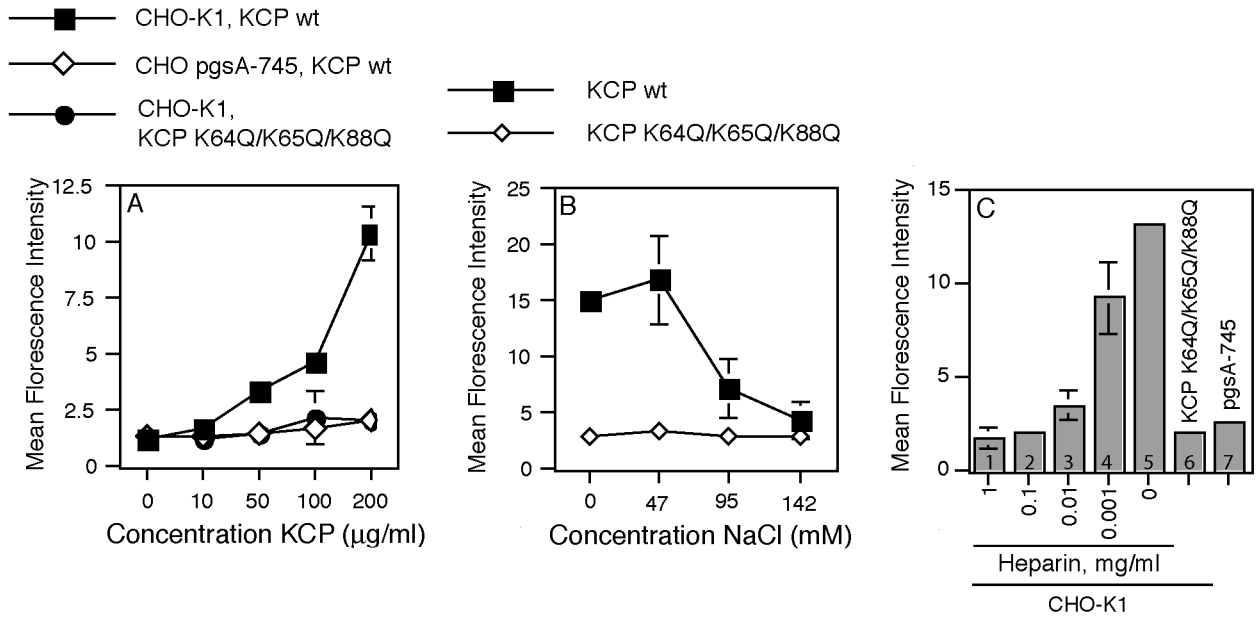 CHO-K1, KCP wt
CHO pgsA-745, KCP wt
CHO-K1,
KCP K64Q/K65Q/K88Q
KCP wt
KCP K64Q/K65Q/K88Q
A
Mean Florescence Intensity
12.5
10
7.5
5
2.5
0
0 10 50 100 200
Concentration KCP (µg/ml)
B
Mean Florescence Intensity
25
20
15
10
5
0
0 47 95 142
Concentration NaCl (mM)
C
Mean Florescence Intensity
15
10
5
0
KCP K64Q/K65Q/K88Q
pgsA-745
1 2 3 4 5 6 7
1 0.1 0.01 0.001 0
Heparin, mg/ml
CHO-K1